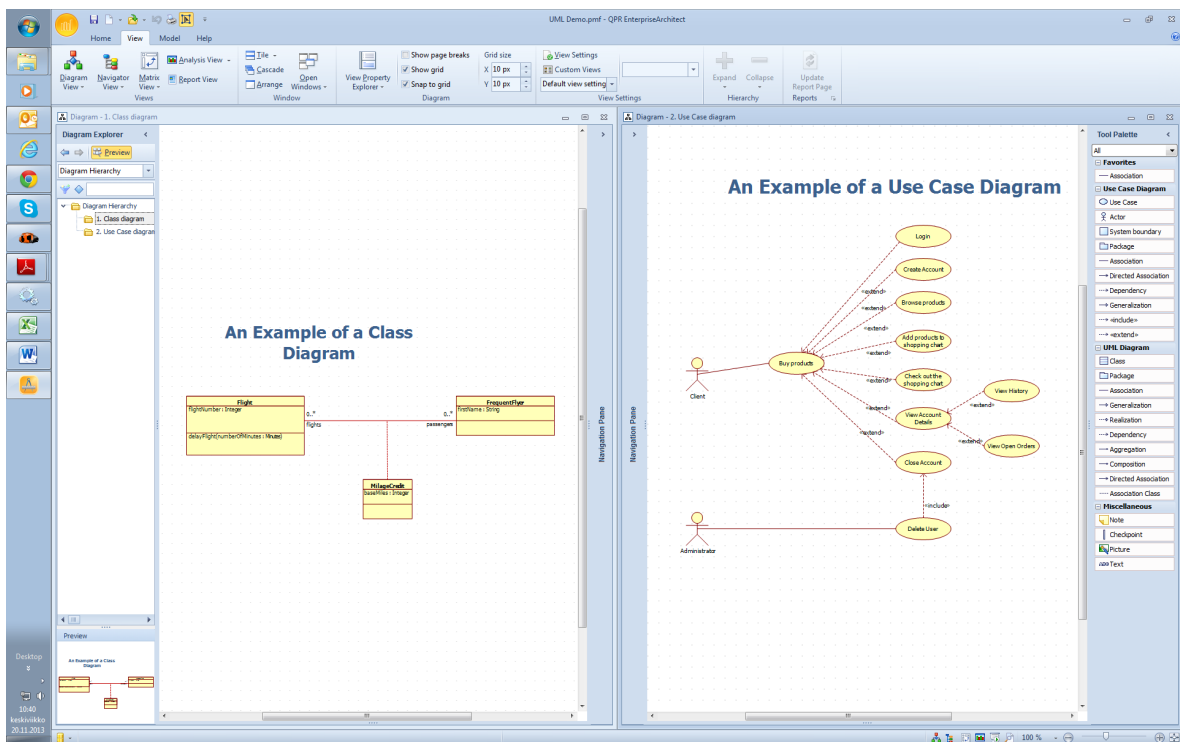 UML Demo.pmf - QPR EnterpriseArchitect
Home View Model Help
Diagram View
Navigator View
Matrix View
Analysis View
Report View
Views
Tile
Cascade
Arrange
Open Windows
Window
View Property Explorer
Show page breaks
Show grid
Snap to grid
Diagram
Grid size
X 10 px
Y 10 px
View Settings
Custom Views
Default view setting
View Settings
Expand
Collapse
Hierarchy
Update Report Page
Reports
Diagram - 1. Class diagram
Diagram Explorer
Preview
Diagram Hierarchy
Diagram Hierarchy
1. Class diagram
2. Use Case diagran
Preview
An Example of a Class
Diagram
An Example of a Class
Diagram
Flight
flightNumber : Integer
delayFlight(numberOfMinutes : Minute)
0..*
flights
0..*
passengers
FrequentFlyer
firstName : String
MilageCredit
baseMiles : Integer
Navigation Pane
Diagram - 2. Use Case diagram
Navigation Pane
An Example of a Use Case Diagram
Login
Create Account
«extend»
Browse products
«extend»
Add products to
shopping chart
«extend»
Buy products
Client
Check out the
shopping chart
«extend»
View History
«extend»
View Account
Details
«extend»
«extend»
View Open Orders
Close Account
«include»
Delete User
Administrator
Tool Palette
All
Favorites
Association
Use Case Diagram
Use Case
Actor
System boundary
Package
Association
Directed Association
Dependency
Generalization
«include»
«extend»
UML Diagram
Class
Package
Association
Generalization
Realization
Dependency
Aggregation
Composition
Directed Association
Association Class
Miscellaneous
Note
Checkpoint
Picture
Text
Desktop
10:40
keskiviikko
20.11.2013
100 %